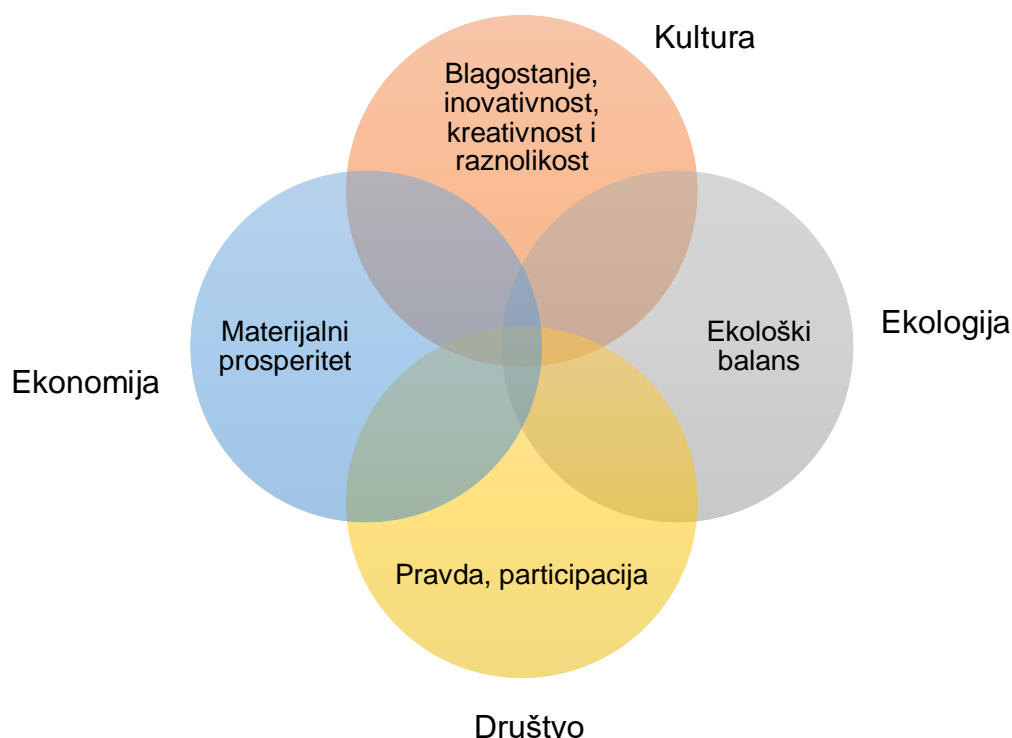 Kultura
Blagostanje,
inovativnost,
kreativnost i
raznolikost
Materijalni
prosperitet
Ekonomija
Ekološki
balans
Ekologija
Pravda, participacija
Društvo